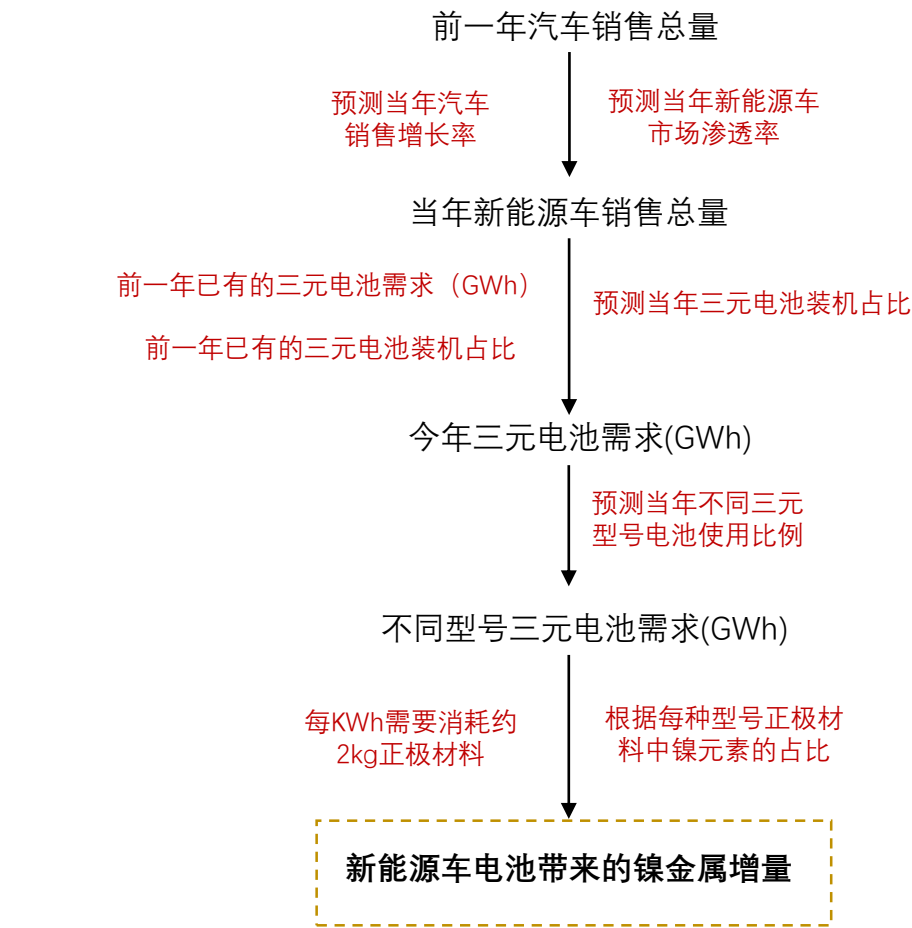 前一年汽车销售总量
预测当年汽车
销售增长率
预测当年新能源车
市场渗透率
当年新能源车销售总量
前一年已有的三元电池需求（GWh）
前一年已有的三元电池装机占比
预测当年三元电池装机占比
今年三元电池需求(GWh)
预测当年不同三元
型号电池使用比例
不同型号三元电池需求(GWh)
每KWh需要消耗约
2kg正极材料
根据每种型号正极材
料中镍元素的占比
新能源车电池带来的镍金属增量